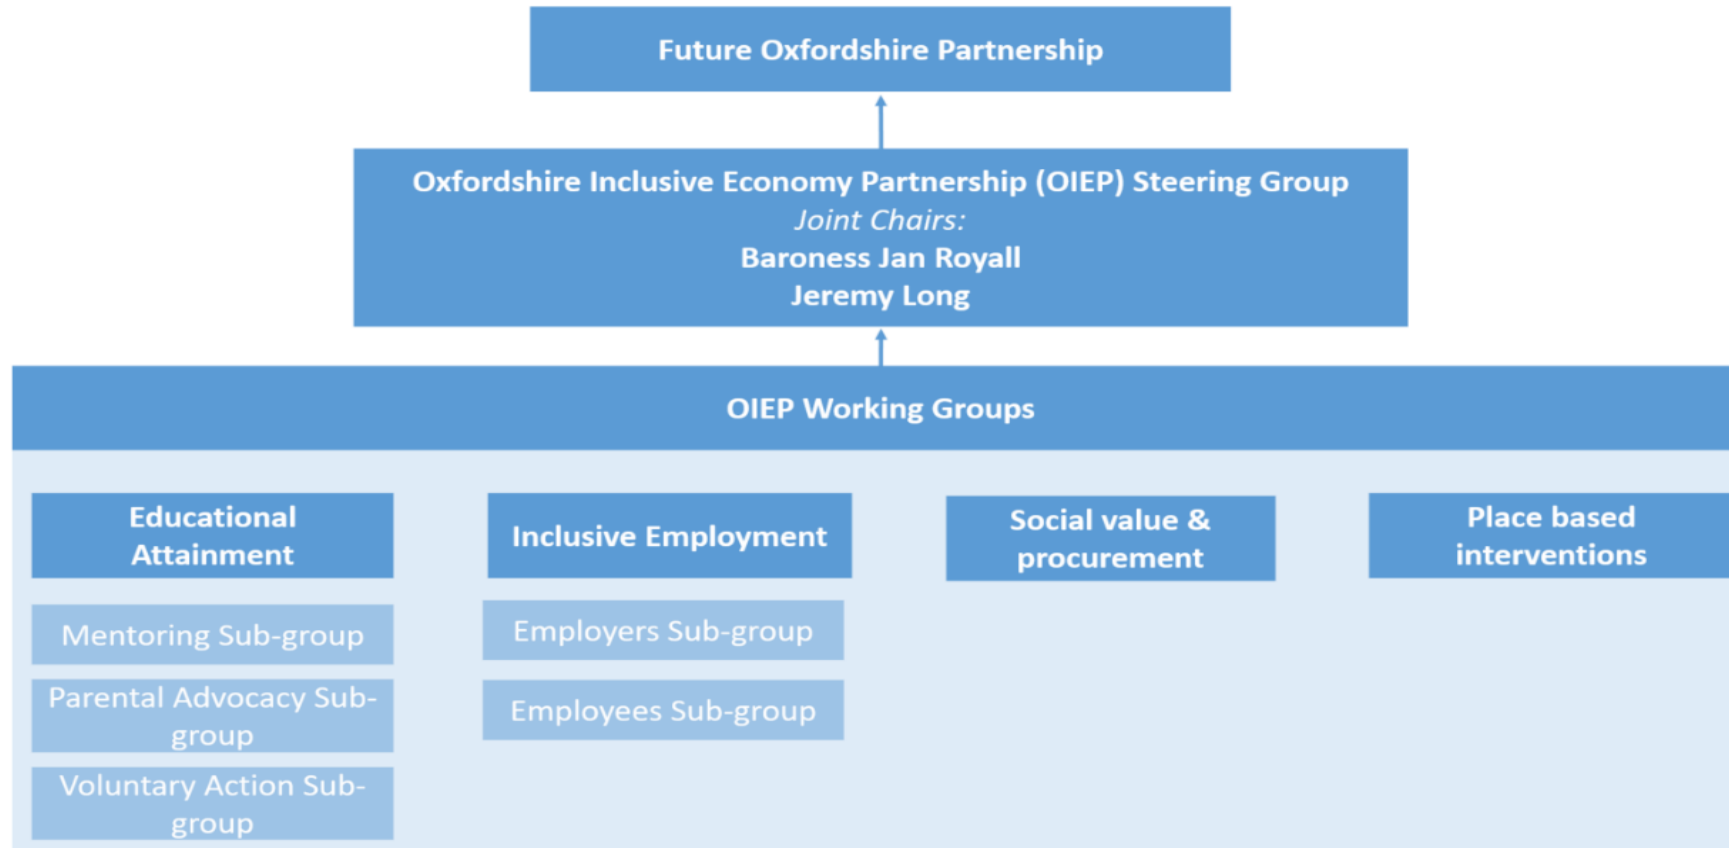 Future Oxfordshire Partnership
Oxfordshire Inclusive Economy Partnership (OIEP) Steering Group
Joint Chairs:
Baroness Jan Royall
Jeremy Long
OIEP Working Groups
Educational
Attainment
Mentoring Sub-group
Parental Advocacy Sub-
group
Voluntary Action Sub-
group
Inclusive Employment
Employers Sub-group
Employees Sub-group
Social value &
procurement
Place based
interventions